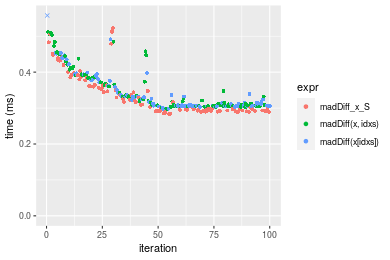 time (ms)
0.4
0.2
0.0
0
25
50
75
100
iteration
expr
madDiff_x_S
madDiff(x, idxs)
madDiff(x[idxs])